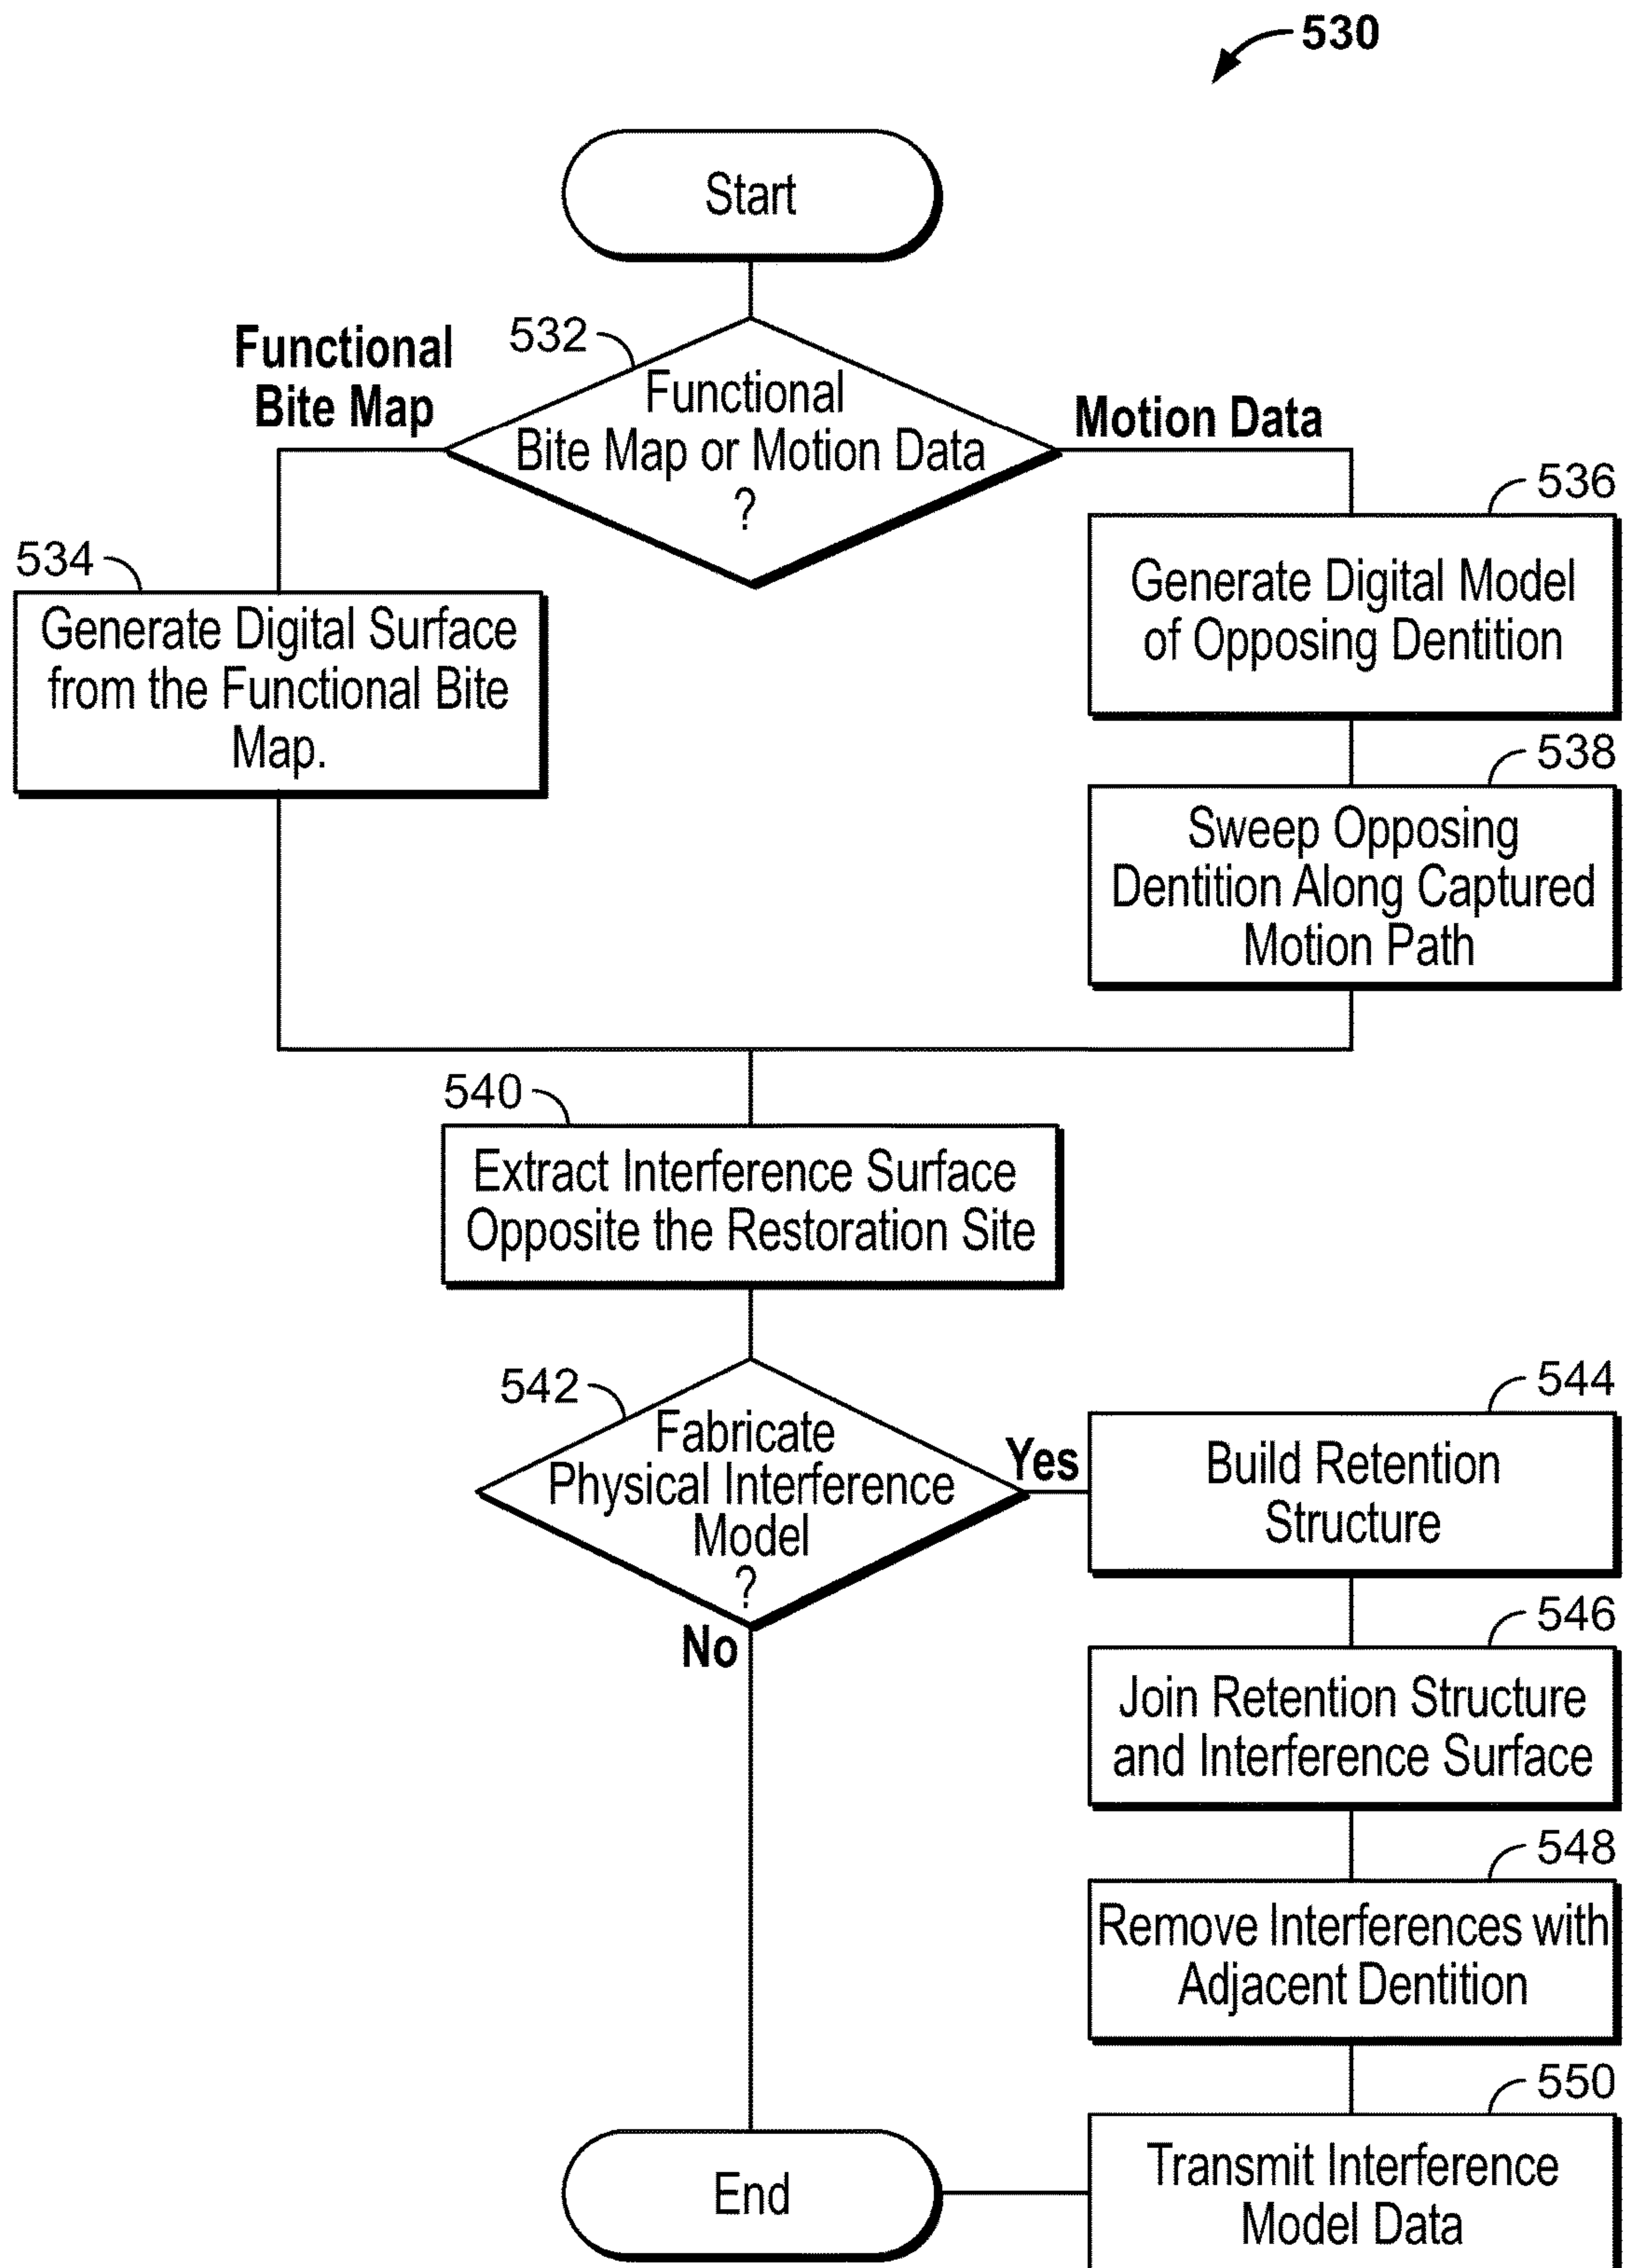 530
Start
532
Functional
Bite Map
Functional
Bite Map or Motion Data
?
Motion Data
534
Generate Digital Surface
from the Functional Bite
Map.
536
Generate Digital Model
of Opposing Dentition
538
Sweep Opposing
Dentition Along Captured
Motion Path
540
Extract Interference Surface
Opposite the Restoration Site
542
Fabricate
Physical Interference
Model
?
Yes
No
544
Build Retention
Structure
546
Join Retention Structure
and Interference Surface
548
Remove Interferences with
Adjacent Dentition
550
Transmit Interference
Model Data
End